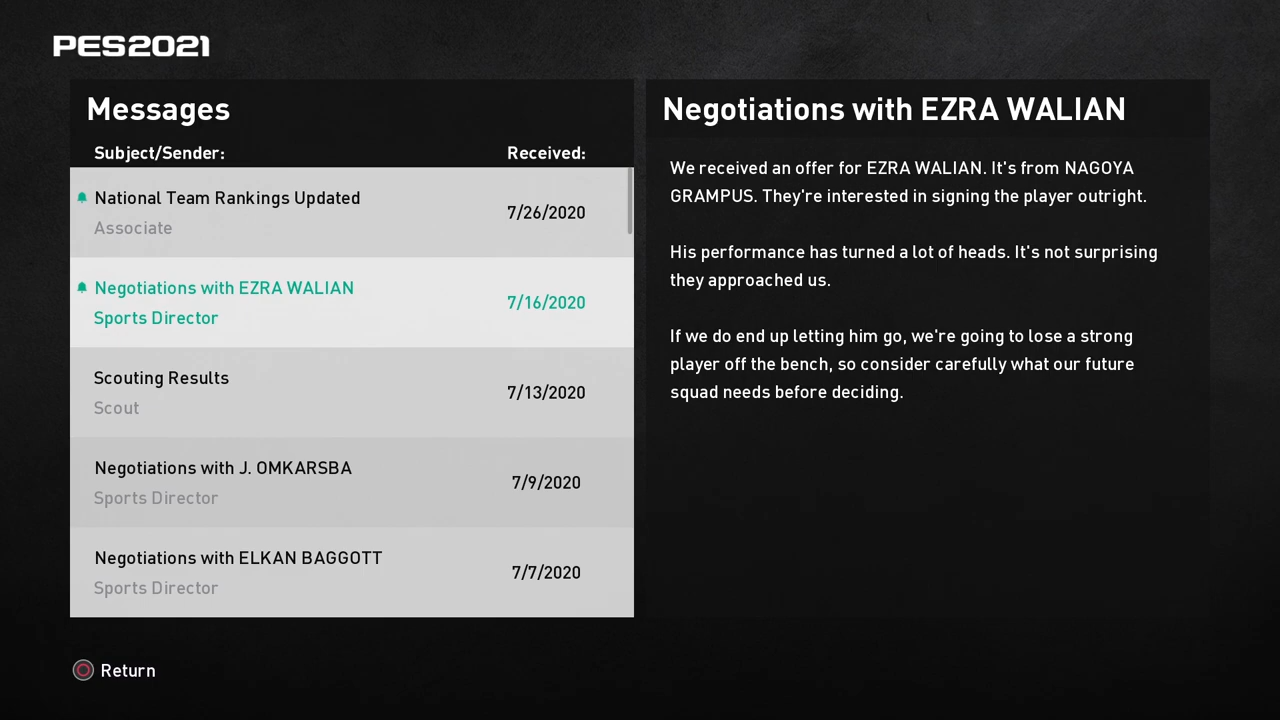 PES2021
Messages
Subject/Sender:
Received:
National Team Rankings Updated
Associate
7/26/2020
Negotiations with EZRA WALIAN
Sports Director
7/16/2020
Scouting Results
Scout
7/13/2020
Negotiations with J. OMKARSBA
Sports Director
7/9/2020
Negotiations with ELKAN BAGGOTT
Sports Director
7/7/2020
Negotiations with EZRA WALIAN
We received an offer for EZRA WALIAN. It's from NAGOYA
GRAMPUS. They're interested in signing the player outright.
His performance has turned a lot of heads. It's not surprising
they approached us.
If we do end up letting him go, we're going to lose a strong
player off the bench, so consider carefully what our future
squad needs before deciding.
Return